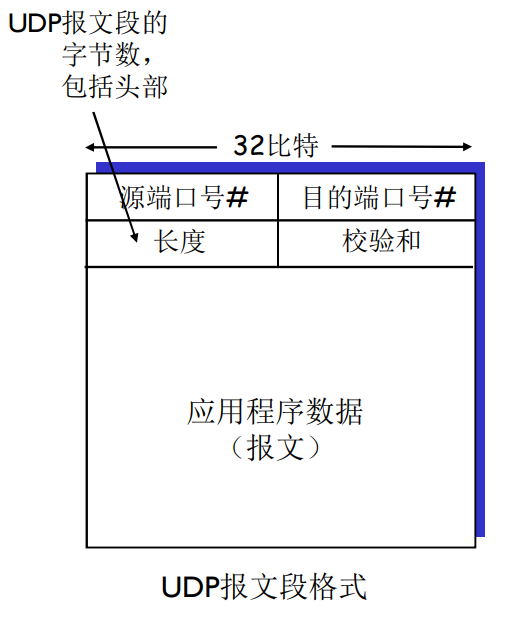 UDP报文段的
字节数，
包括头部
32比特
源端口号# 目的端口号#
长度 校验和
应用程序数据
（报文）
UDP报文段格式